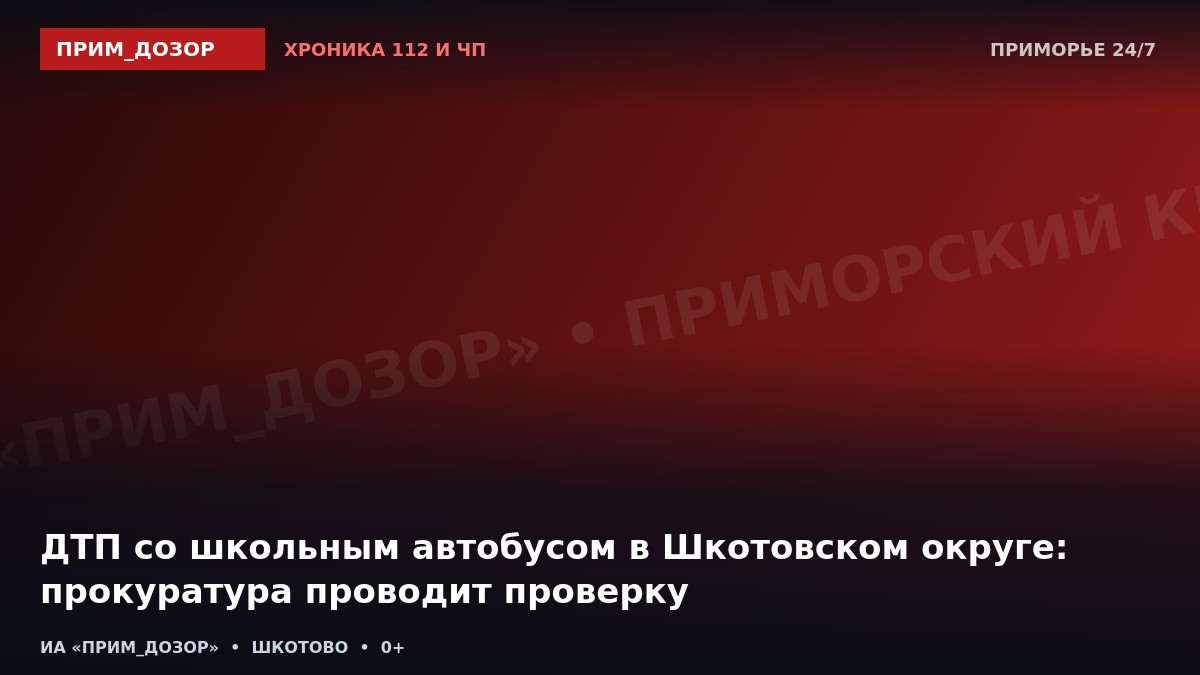 ПРИМ_ДОЗОР
ХРОНИКА 112 И ЧП
ПРИМОРЬЕ 24/7
«ПРИМ_ДОЗОР» • ПРИМОРСКИЙ
ДТП со школьным автобусом в Шкотовском округе:
прокуратура проводит проверку
ИА «ПРИМ_ДОЗОР» • ШКОТОВО • 0+